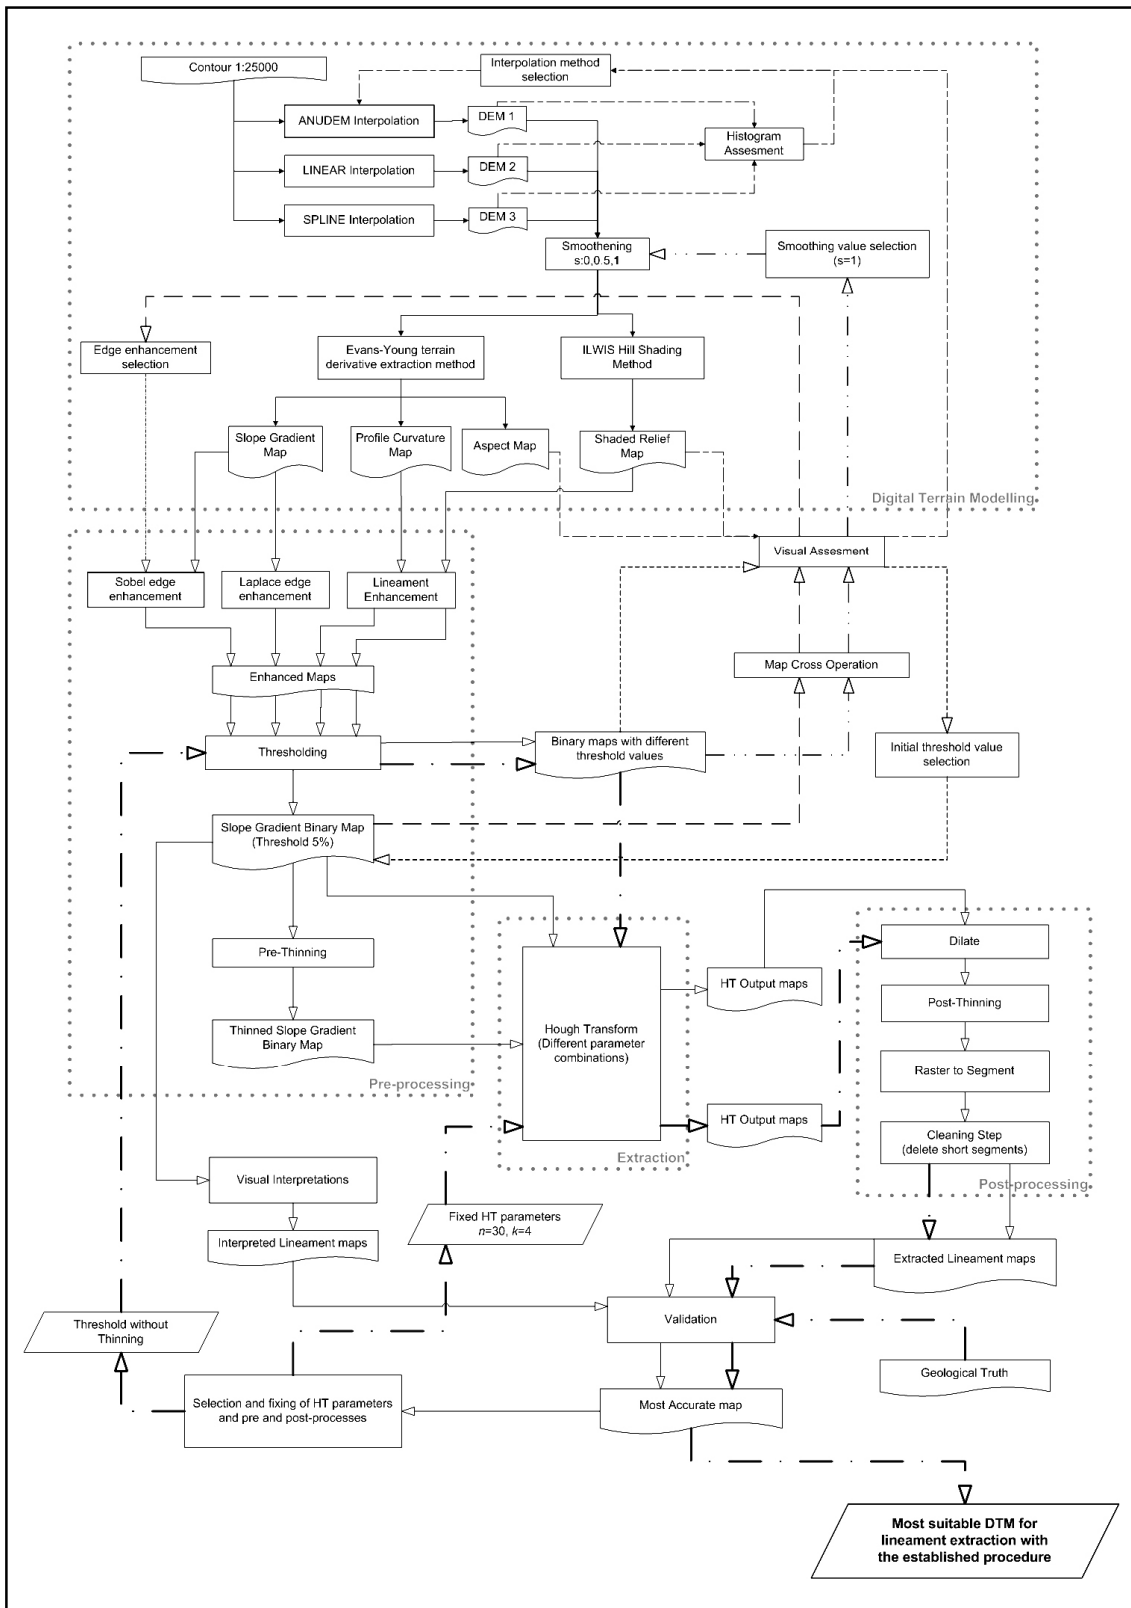 Contour 1:25000
Interpolation method
selection
ANUDEM Interpolation
DEM 1
Histogram
Assesment
LINEAR Interpolation
DEM 2
SPLINE Interpolation
DEM 3
Smoothening
s:0,0.5,1
Smoothing value selection
(s=1)
Edge enhancement
selection
Evans-Young terrain
derivative extraction method
ILWIS Hill Shading
Method
Slope Gradient
Map
Profile Curvature
Map
Aspect Map
Shaded Relief
Map
Digital Terrain Modelling
Visual Assesment
Sobel edge
enhancement
Laplace edge
enhancement
Lineament
Enhancement
Map Cross Operation
Enhanced Maps
Thresholding
Binary maps with different
threshold values
Initial threshold value
selection
Slope Gradient Binary Map
(Threshold 5%)
Pre-Thinning
Thinned Slope Gradient
Binary Map
Pre-processing
Hough Transform
(Different parameter
combinations)
Extraction
HT Output maps
HT Output maps
Dilate
Post-Thinning
Raster to Segment
Cleaning Step
(delete short segments)
Post-processing
Visual Interpretations
Interpreted Lineament maps
Fixed HT parameters
n=30, k=4
Extracted Lineament maps
Threshold without
Thinning
Validation
Geological Truth
Selection and fixing of HT parameters
and pre and post-processes
Most Accurate map
Most suitable DTM for
lineament extraction with
the established procedure